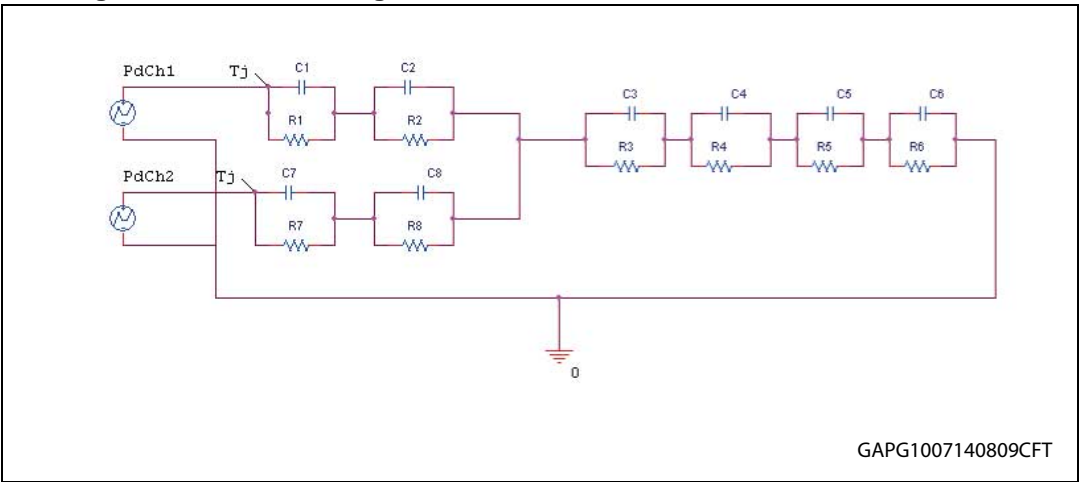 PdCh1 Tj C1 C2
C3 C4 C5 C6
R1 R2
R3 R4 R5 R6
PdCh2 Tj C7 C8
R7 R8
0
GAPG1007140809CFT